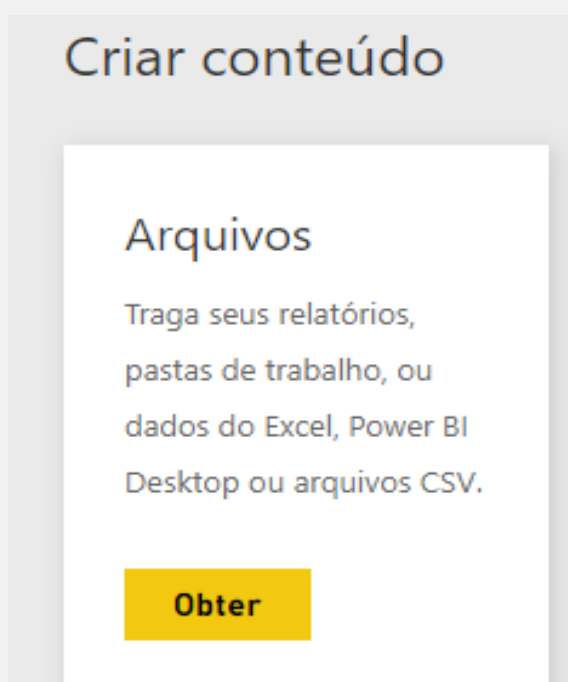 Criar conteúdo
Arquivos
Traga seus relatórios,
pastas de trabalho, ou
dados do Excel, Power BI
Desktop ou arquivos CSV.
Obter